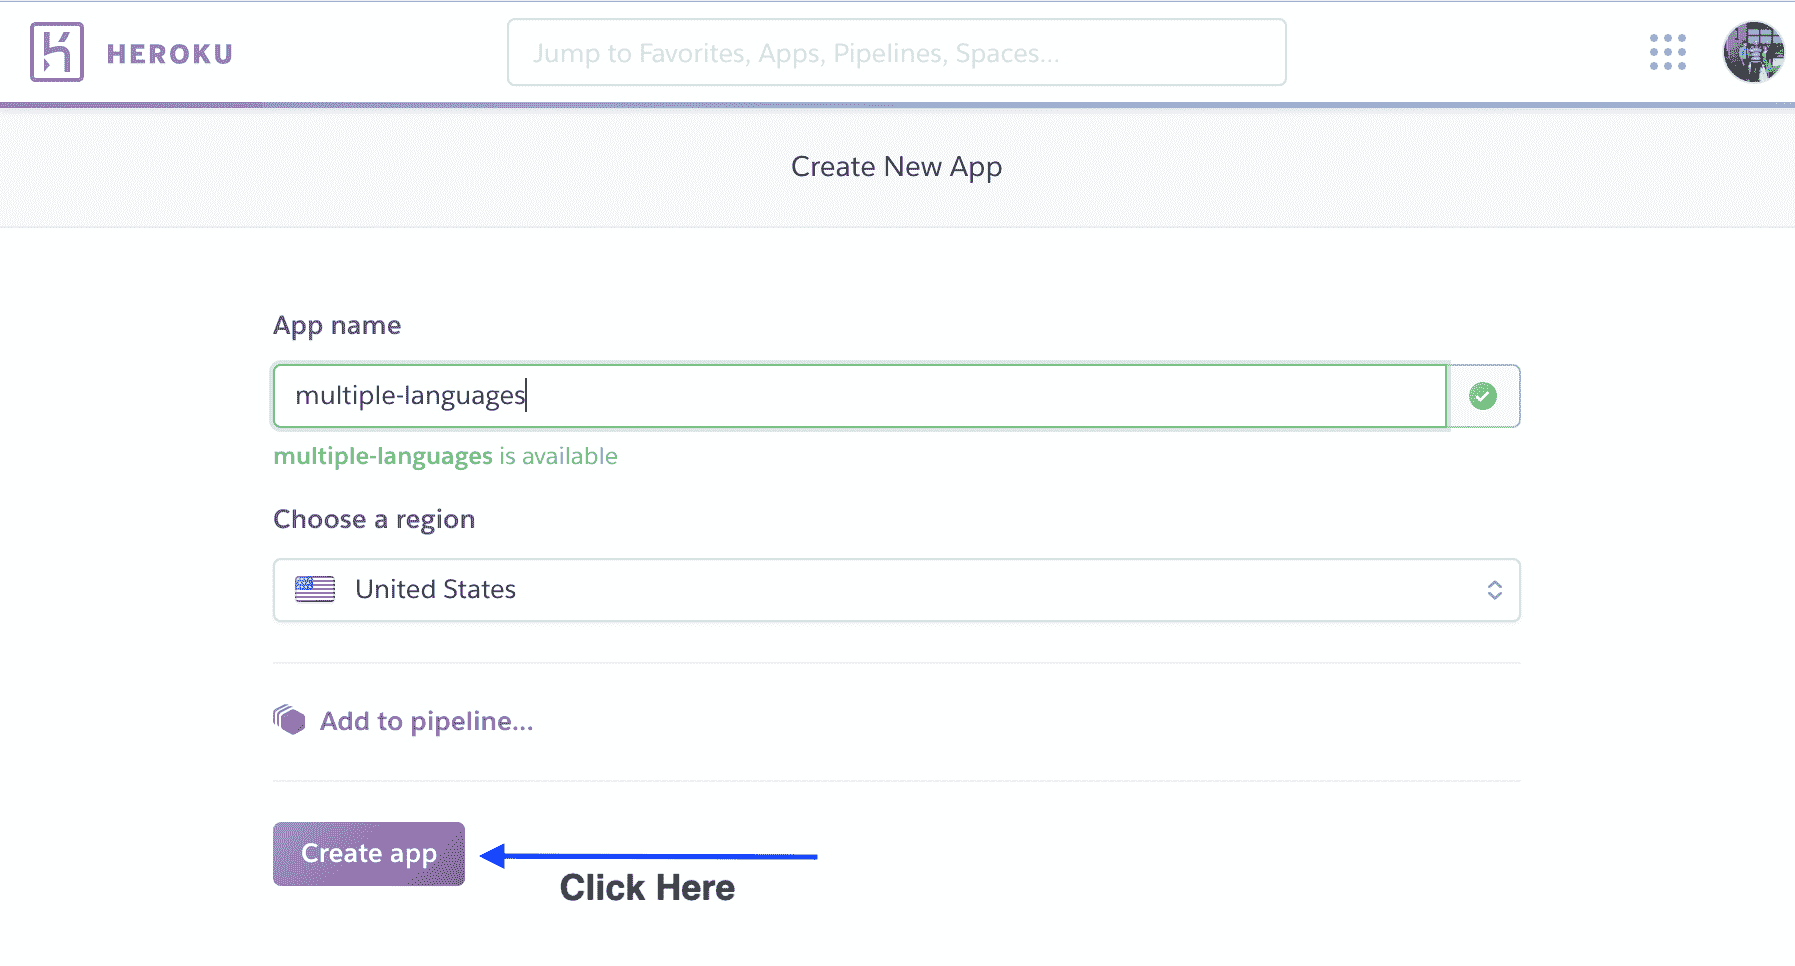 HEROKU
Jump to Favorites, Apps, Pipelines, Spaces...
Create New App
App name
multiple-languages
multiple-languages is available
Choose a region
United States
Add to pipeline...
Create app
Click Here